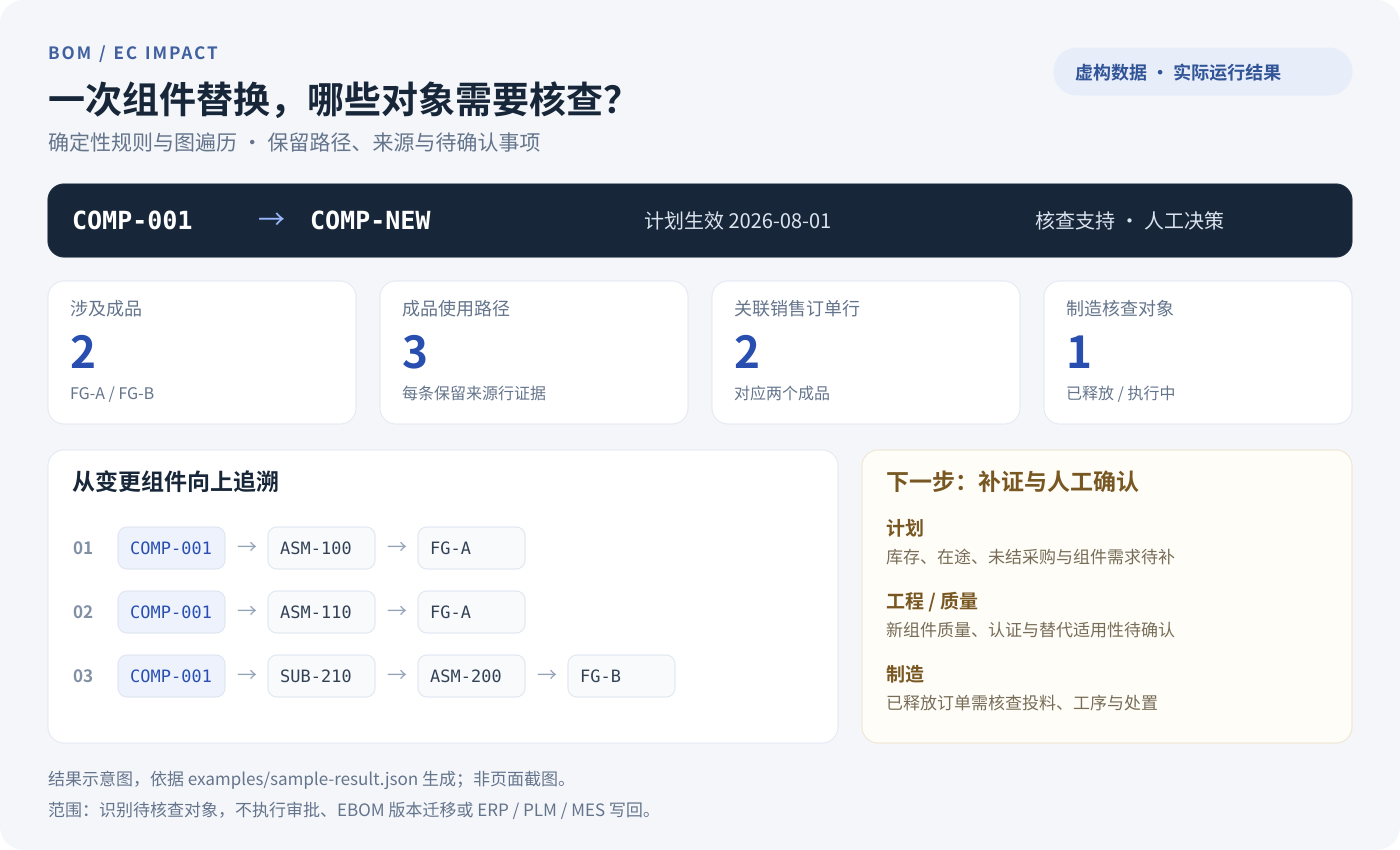 BOM / EC IMPACT
虚构数据 · 实际运行结果
一次组件替换，哪些对象需要核查？
确定性规则与图遍历 · 保留路径、来源与待确认事项
COMP-001 → COMP-NEW 计划生效 2026-08-01 核查支持 · 人工决策
涉及成品
2
FG-A / FG-B
成品使用路径
3
每条保留来源行证据
关联销售订单行
2
对应两个成品
制造核查对象
1
已释放 / 执行中
从变更组件向上追溯
01 COMP-001 → ASM-100 → FG-A
02 COMP-001 → ASM-110 → FG-A
03 COMP-001 → SUB-210 → ASM-200 → FG-B
下一步：补证与人工确认
计划
库存、在途、未结采购与组件需求待补
工程 / 质量
新组件质量、认证与替代适用性待确认
制造
已释放订单需核查投料、工序与处置
结果示意图，依据 examples/sample-result.json 生成；非页面截图。
范围：识别待核查对象，不执行审批、EBOM 版本迁移或 ERP / PLM / MES 写回。